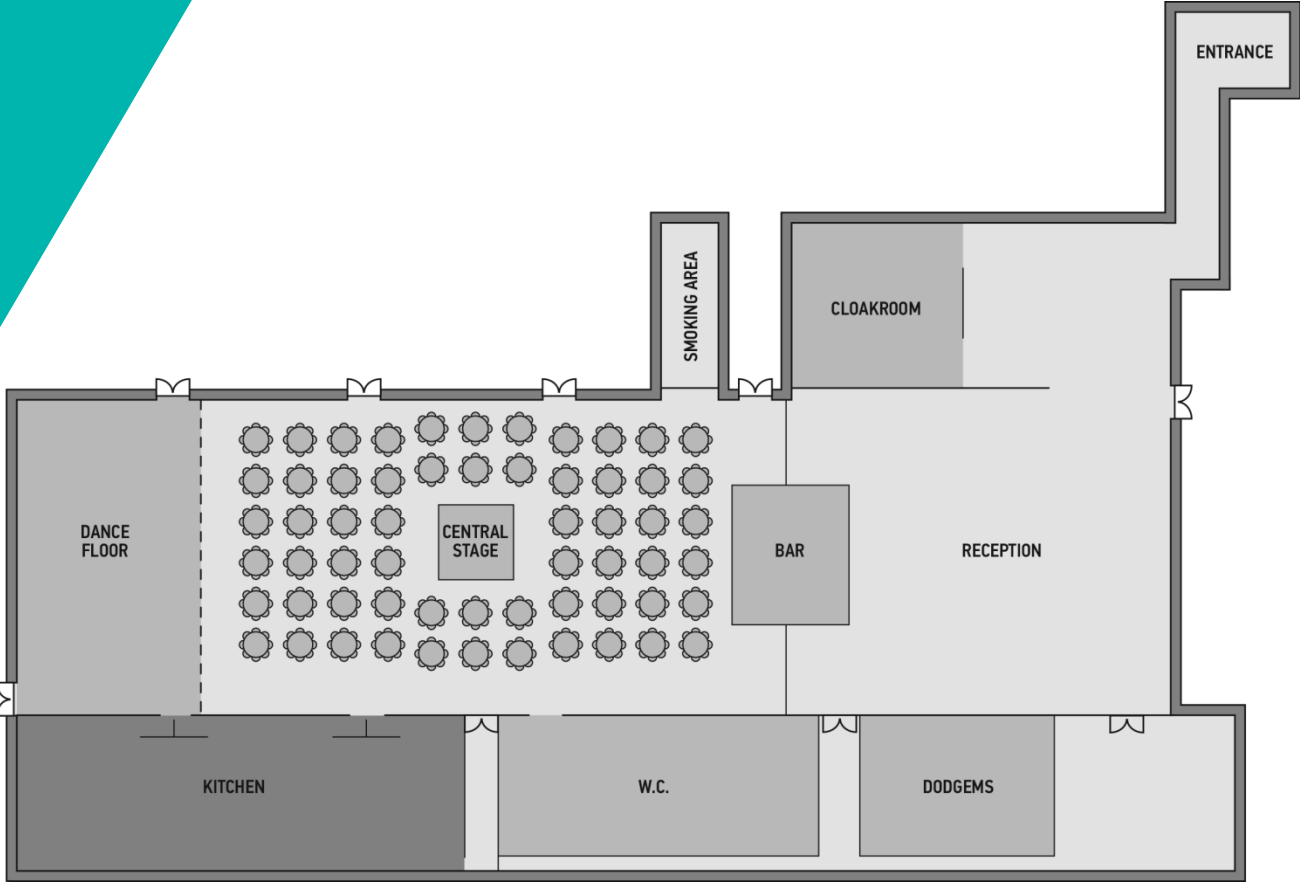 ENTRANCE
SMOKING AREA
CLOAKROOM
DANCE
FLOOR
CENTRAL
STAGE
BAR
RECEPTION
KITCHEN
W.C.
DODGEMS